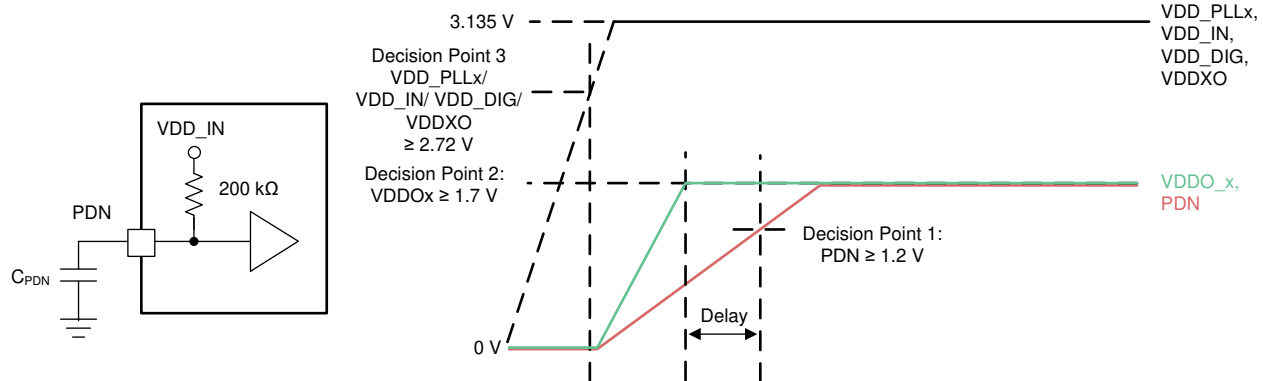 VDD_IN
200 kΩ
PDN
CPDN
3.135 V
Decision Point 3
VDD_PLLx/
VDD_IN/ VDD_DIG/
VDDXO
≥ 2.72 V
Decision Point 2:
VDDOx ≥ 1.7 V
0 V
Delay
Decision Point 1:
PDN ≥ 1.2 V
VDD_PLLx,
VDD_IN,
VDD_DIG,
VDDXO
VDDO_x,
PDN